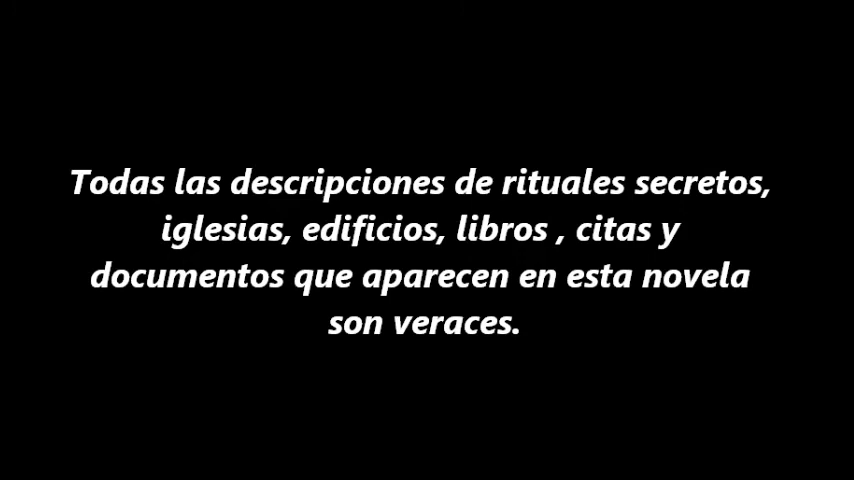 Todas las descripciones de rituales secretos,
iglesias, edificios, libros , citas y
documentos que aparecen en esta novela
son veraces.